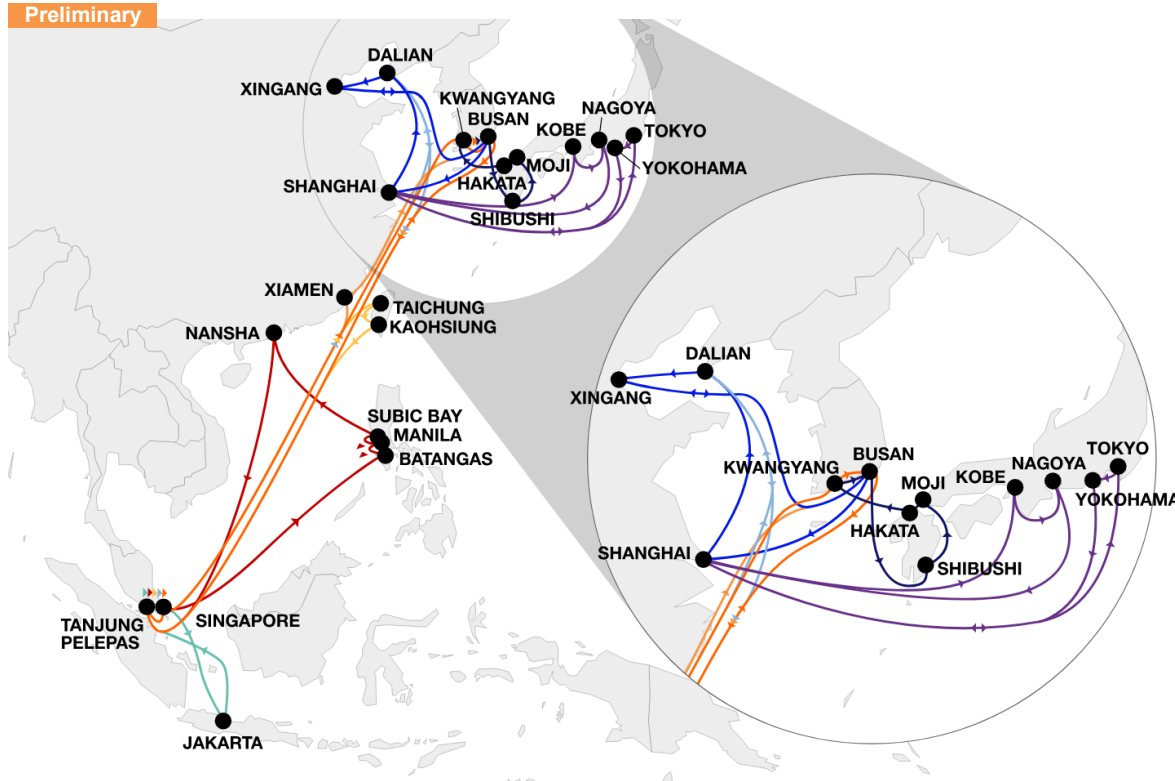 Preliminary
DALIAN
XINGANG
KWANGYANG
BUSAN
NAGOYA
KOBE
TOKYO
MOJI
YOKOHAMA
HAKATA
SHANGHAI
SHIBUSHI
XIAMEN
TAICHUNG
NANSHA
KAOHSIUNG
SUBIC BAY
MANILA
BATANGAS
TANJUNG
PELEPAS
SINGAPORE
JAKARTA
DALIAN
XINGANG
BUSAN
TOKYO
KWANGYANG
NAGOYA
MOJI
KOBE
YOKOHAMA
HAKATA
SHANGHAI
SHIBUSHI